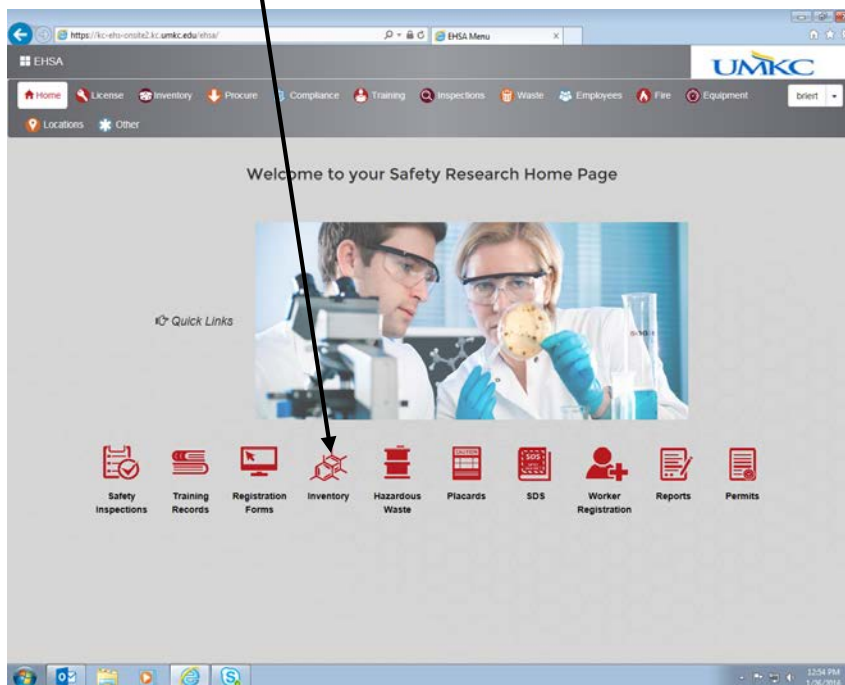 https://kc-ehs-onsite2.kc.umkc.edu/ehsa/
EHSA Menu
EHSA
UMKC
Home License Inventory Procure Compliance Training Inspections Waste Employees Fire Equipment briert
Locations Other
Welcome to your Safety Research Home Page
Quick Links
CAUTION
SDS
Safety Inspections
Training Records
Registration Forms
Inventory
Hazardous Waste
Placards
SDS
Worker Registration
Reports
Permits
12:54 PM